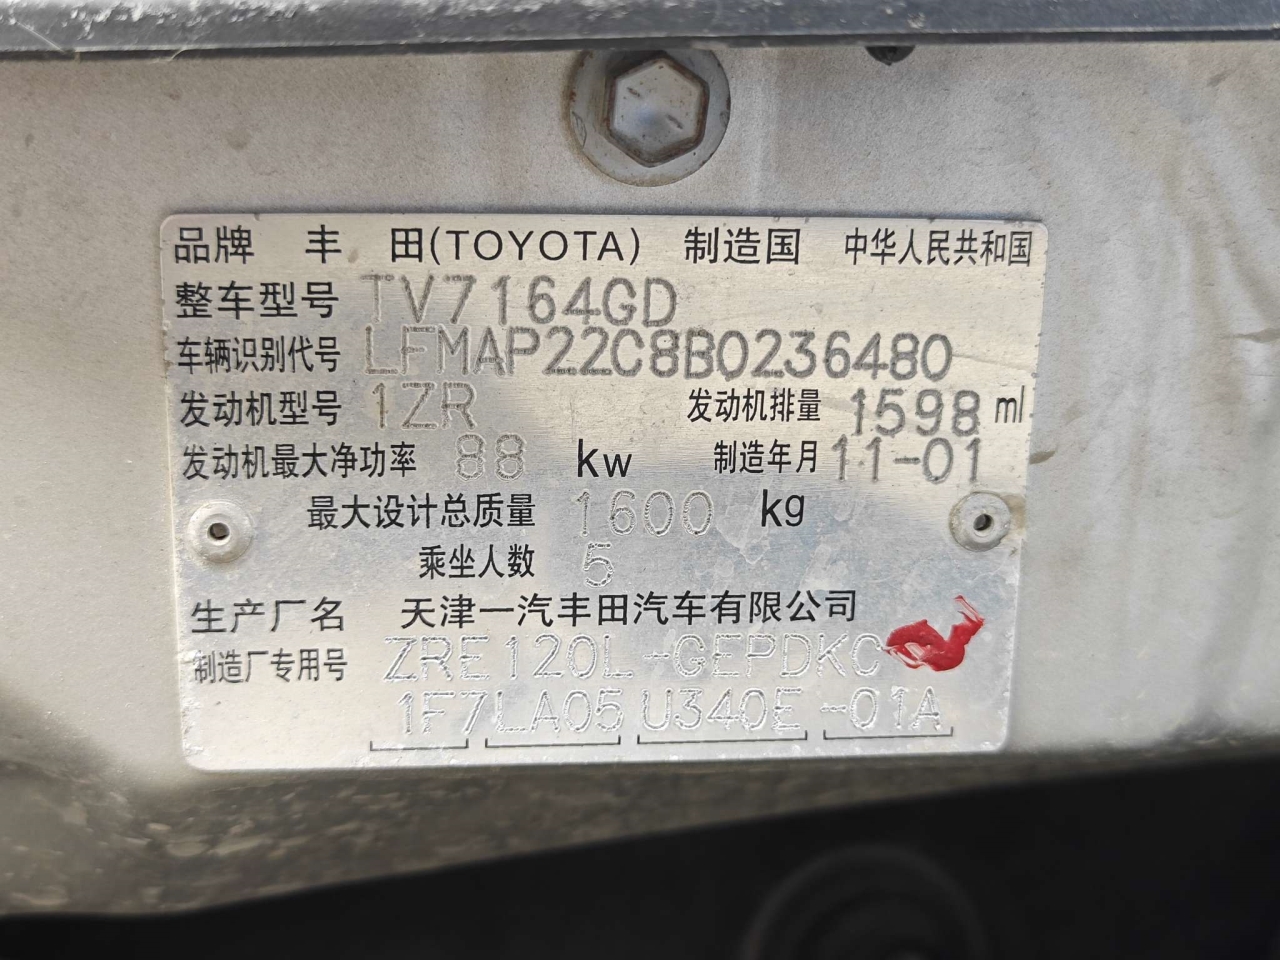 品牌 丰 田(TOYOTA) 制造国 中华人民共和国
整车型号 TV7164GD
车辆识别代号 LFMAP22C8B0236480
发动机型号 1ZR 发动机排量 1598 ml
发动机最大净功率 88 kw 制造年月 11-01
最大设计总质量 1600 kg
乘坐人数 5
生产厂名 天津一汽丰田汽车有限公司
制造厂专用号 ZRE120L-GEPDKC
1F7 LA05 U340E -01A